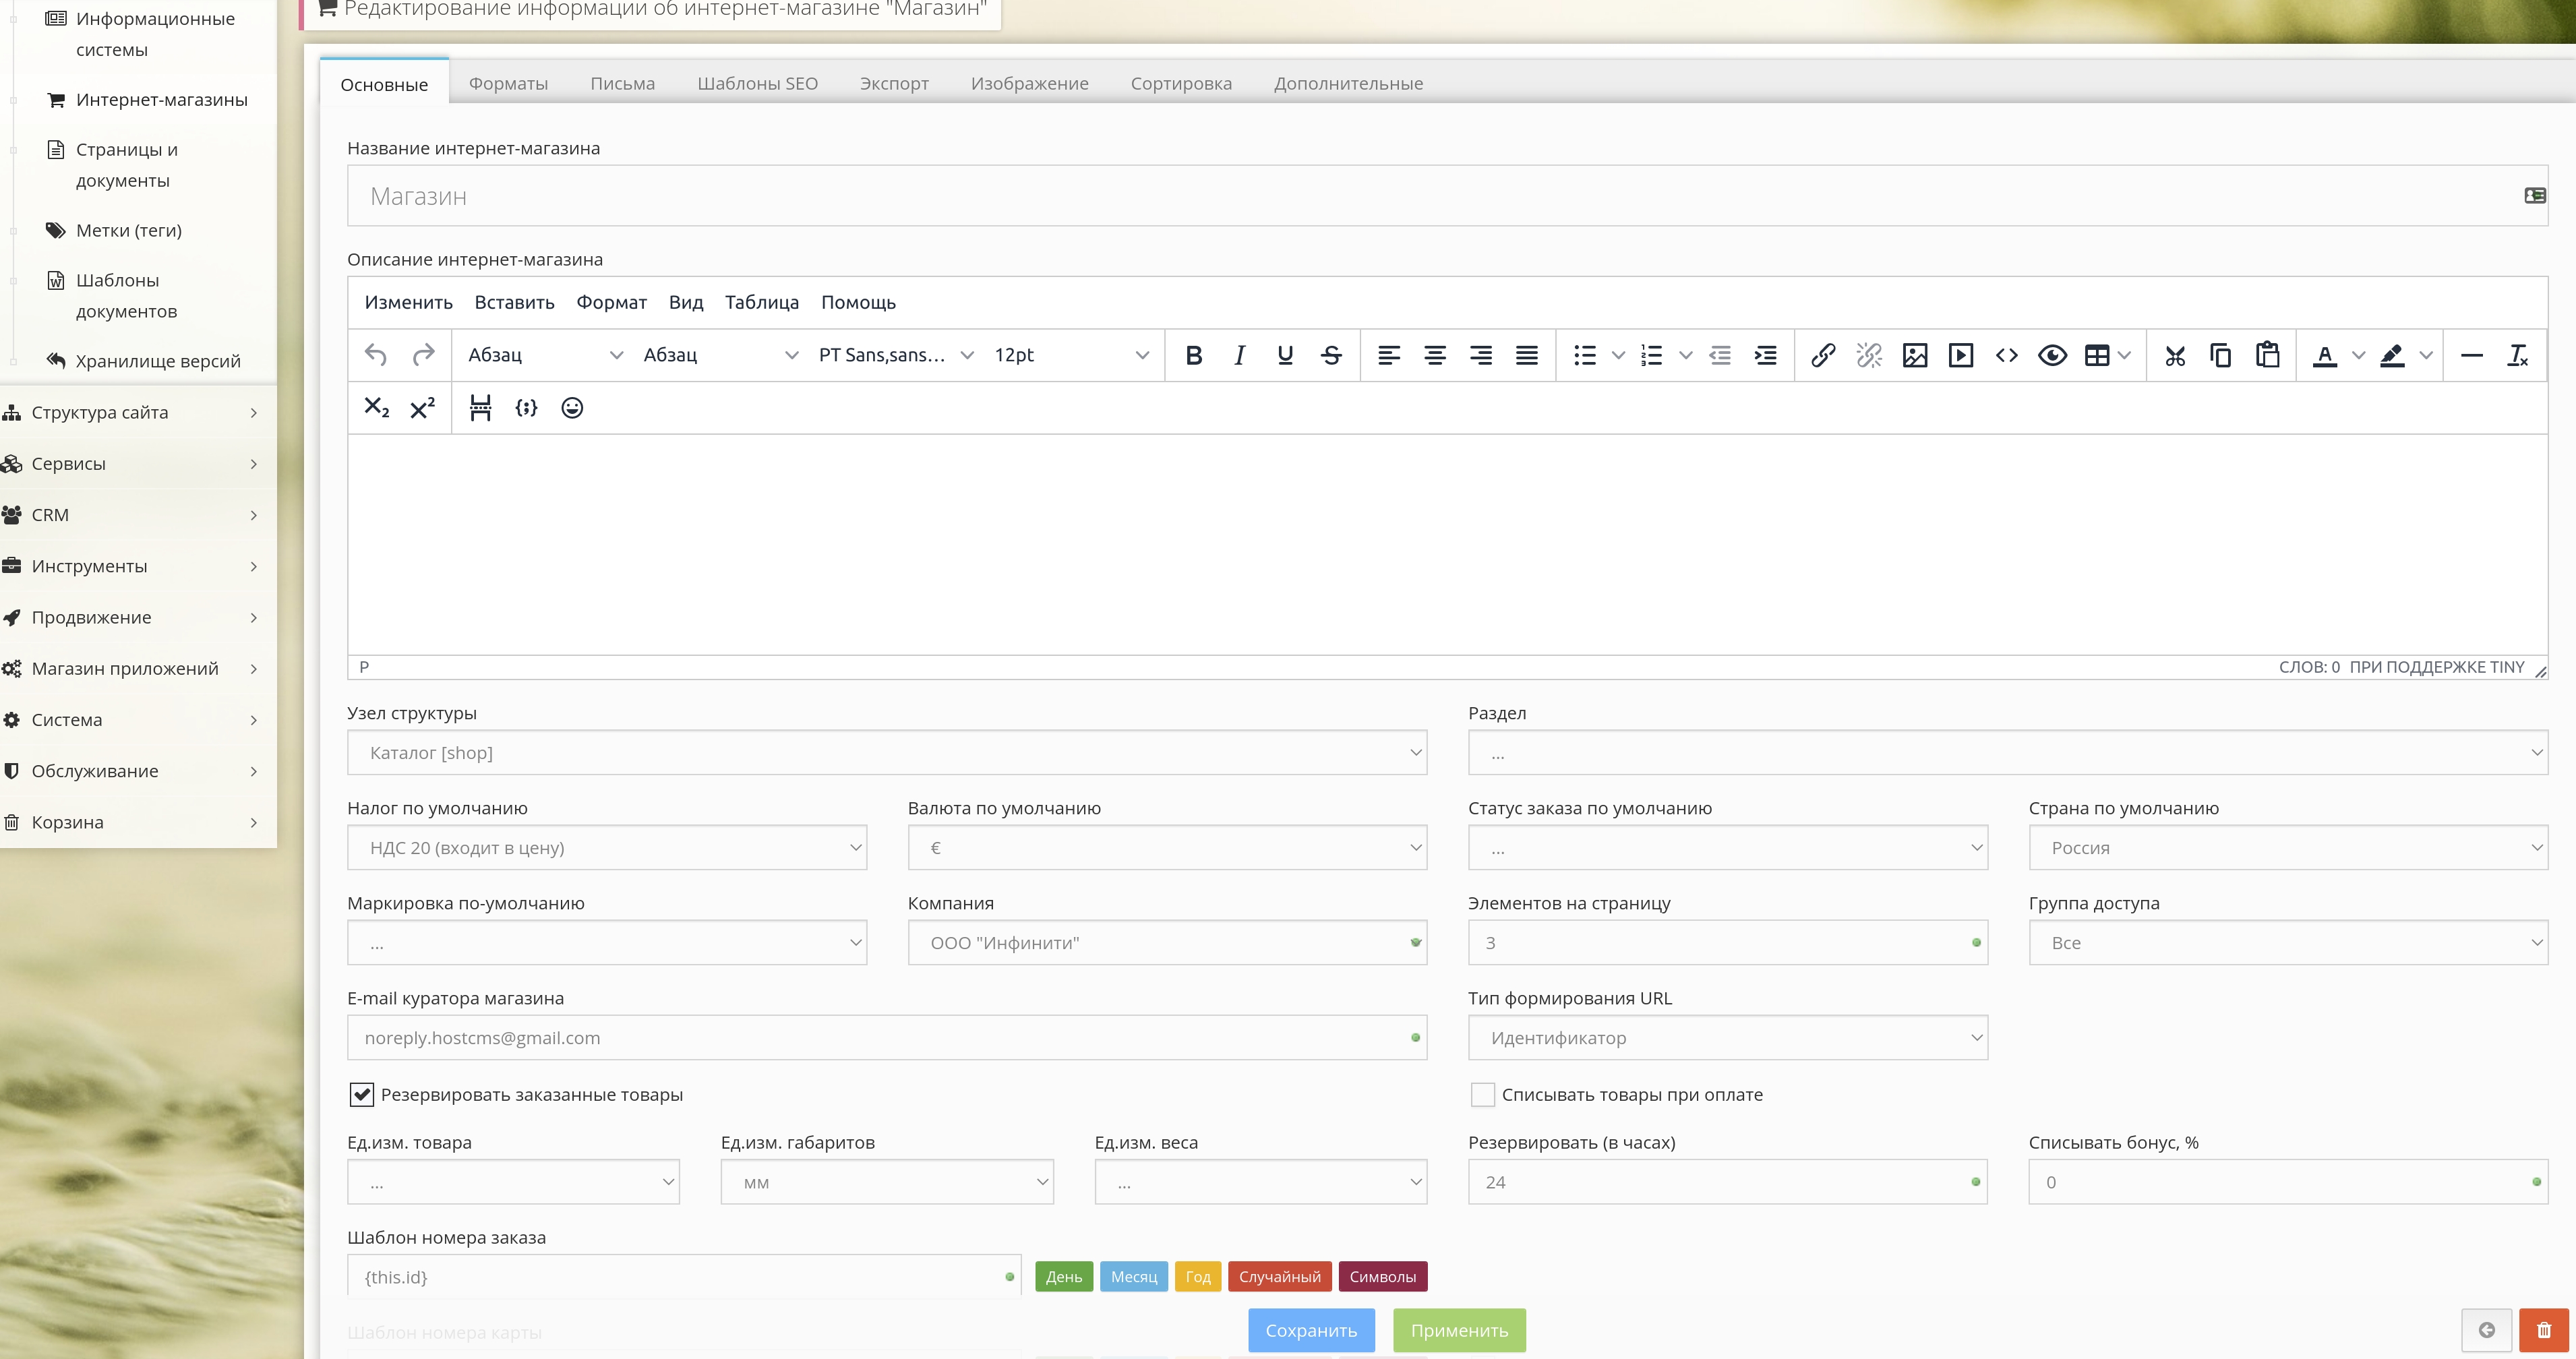 Информационные
системы
Интернет-магазины
Страницы и
документы
Метки (теги)
Шаблоны
документов
Хранилище версий
Структура сайта
Сервисы
CRM
Инструменты
Продвижение
Магазин приложений
Система
Обслуживание
Корзина
Редактирование информации об интернет-магазине "Магазин"
Основные Форматы Письма Шаблоны SEO Экспорт Изображение Сортировка Дополнительные
Название интернет-магазина
Магазин
Описание интернет-магазина
Изменить Вставить Формат Вид Таблица Помощь
Абзац Абзац PT Sans,sans... 12pt
P СЛОВ: 0 ПРИ ПОДДЕРЖКЕ TINY
Узел структуры Раздел
Каталог [shop] ...
Налог по умолчанию Валюта по умолчанию Статус заказа по умолчанию Страна по умолчанию
НДС 20 (входит в цену) € ... Россия
Маркировка по-умолчанию Компания Элементов на страницу Группа доступа
... ООО "Инфинити" 3 Все
E-mail куратора магазина Тип формирования URL
noreply.hostcms@gmail.com Идентификатор
Резервировать заказанные товары Списывать товары при оплате
Ед.изм. товара Ед.изм. габаритов Ед.изм. веса Резервировать (в часах) Списывать бонус, %
... мм ... 24 0
Шаблон номера заказа
{this.id} День Месяц Год Случайный Символы
Шаблон номера карты
Сохранить Применить